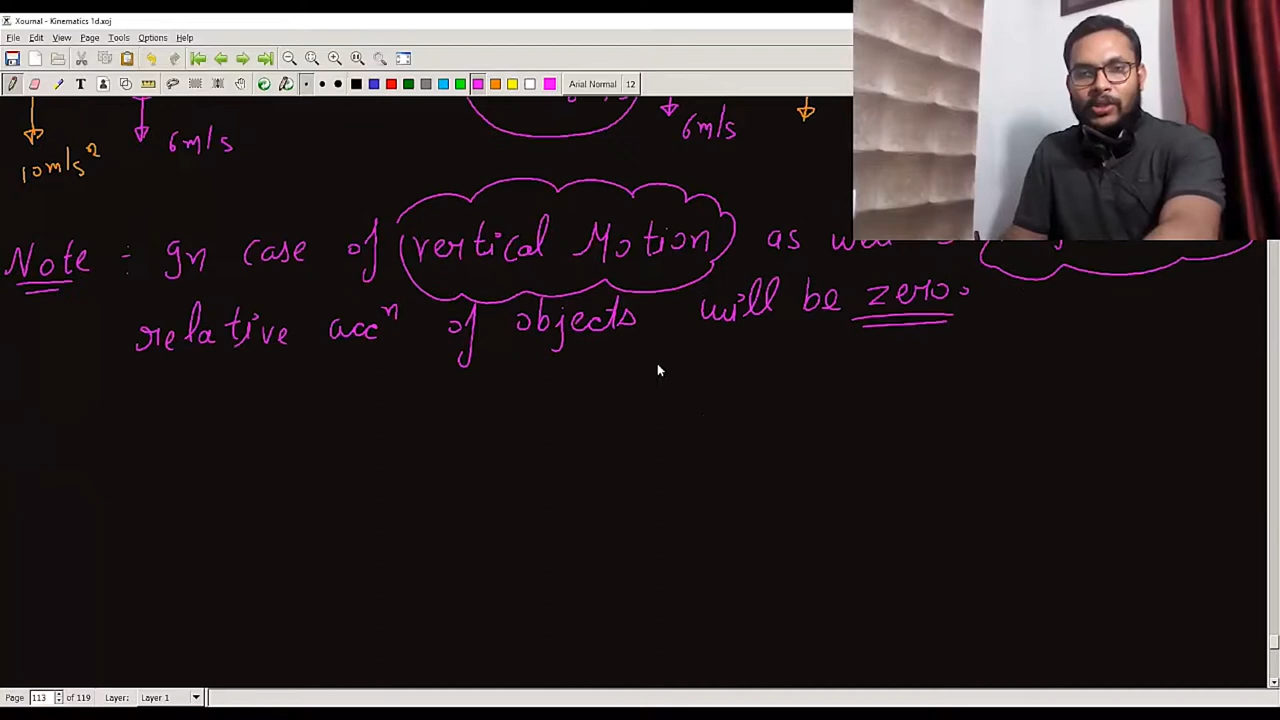 Xournal - Kinematics 1d.xoj
File Edit View Page Tools Options Help
Arial Normal 12
6m/s
6m/s
10m/s²
Note : In case of vertical Motion as well
relative accⁿ of objects will be zero.
Page 113 of 119 Layer: Layer 1